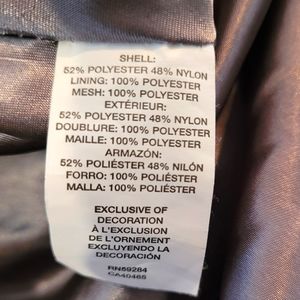 SHELL:
52% POLYESTER 48% NYLON
LINING: 100% POLYESTER
MESH: 100% POLYESTER
EXTÉRIEUR:
52% POLYESTER 48% NYLON
DOUBLURE: 100% POLYESTER
MAILLE: 100% POLYESTER
ARMAZÓN:
52% POLIÉSTER 48% NILÓN
FORRO: 100% POLIÉSTER
MALLA: 100% POLIÉSTER
EXCLUSIVE OF
DECORATION
À L'EXCLUSION
DE L'ORNEMENT
EXCLUYENDO LA
DECORACIÓN
RN59284
CA40465